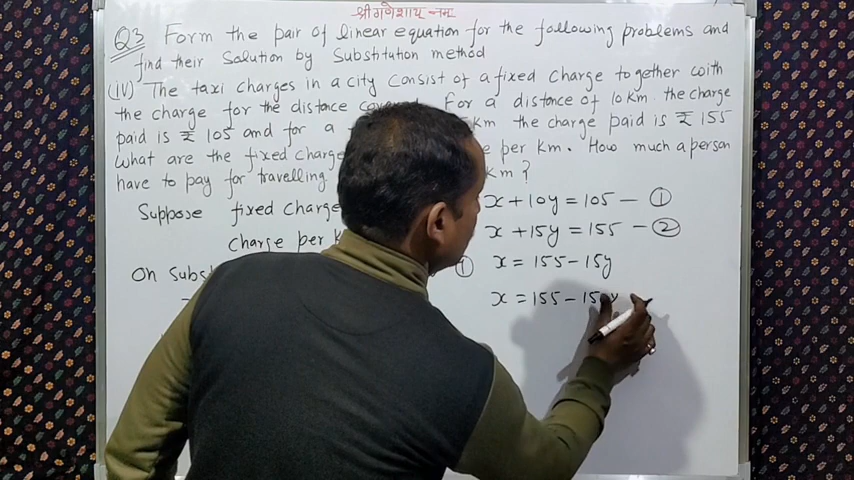 श्री गणेशाय नमः
Q3 Form the pair of linear equation for the following problems and
find their solution by Substitution method
(iv) The taxi charges in a city consist of a fixed charge together with
the charge for the distance For a distance of 10 km the charge
paid is ₹ 105 and for a km the charge paid is ₹ 155
what are the fixed charge per km. How much a person
have to pay for travelling km?
Suppose fixed charge x + 10y = 105 — ①
charge per x + 15y = 155 — ②
On ① x = 155 - 15y
x = 155 - 15